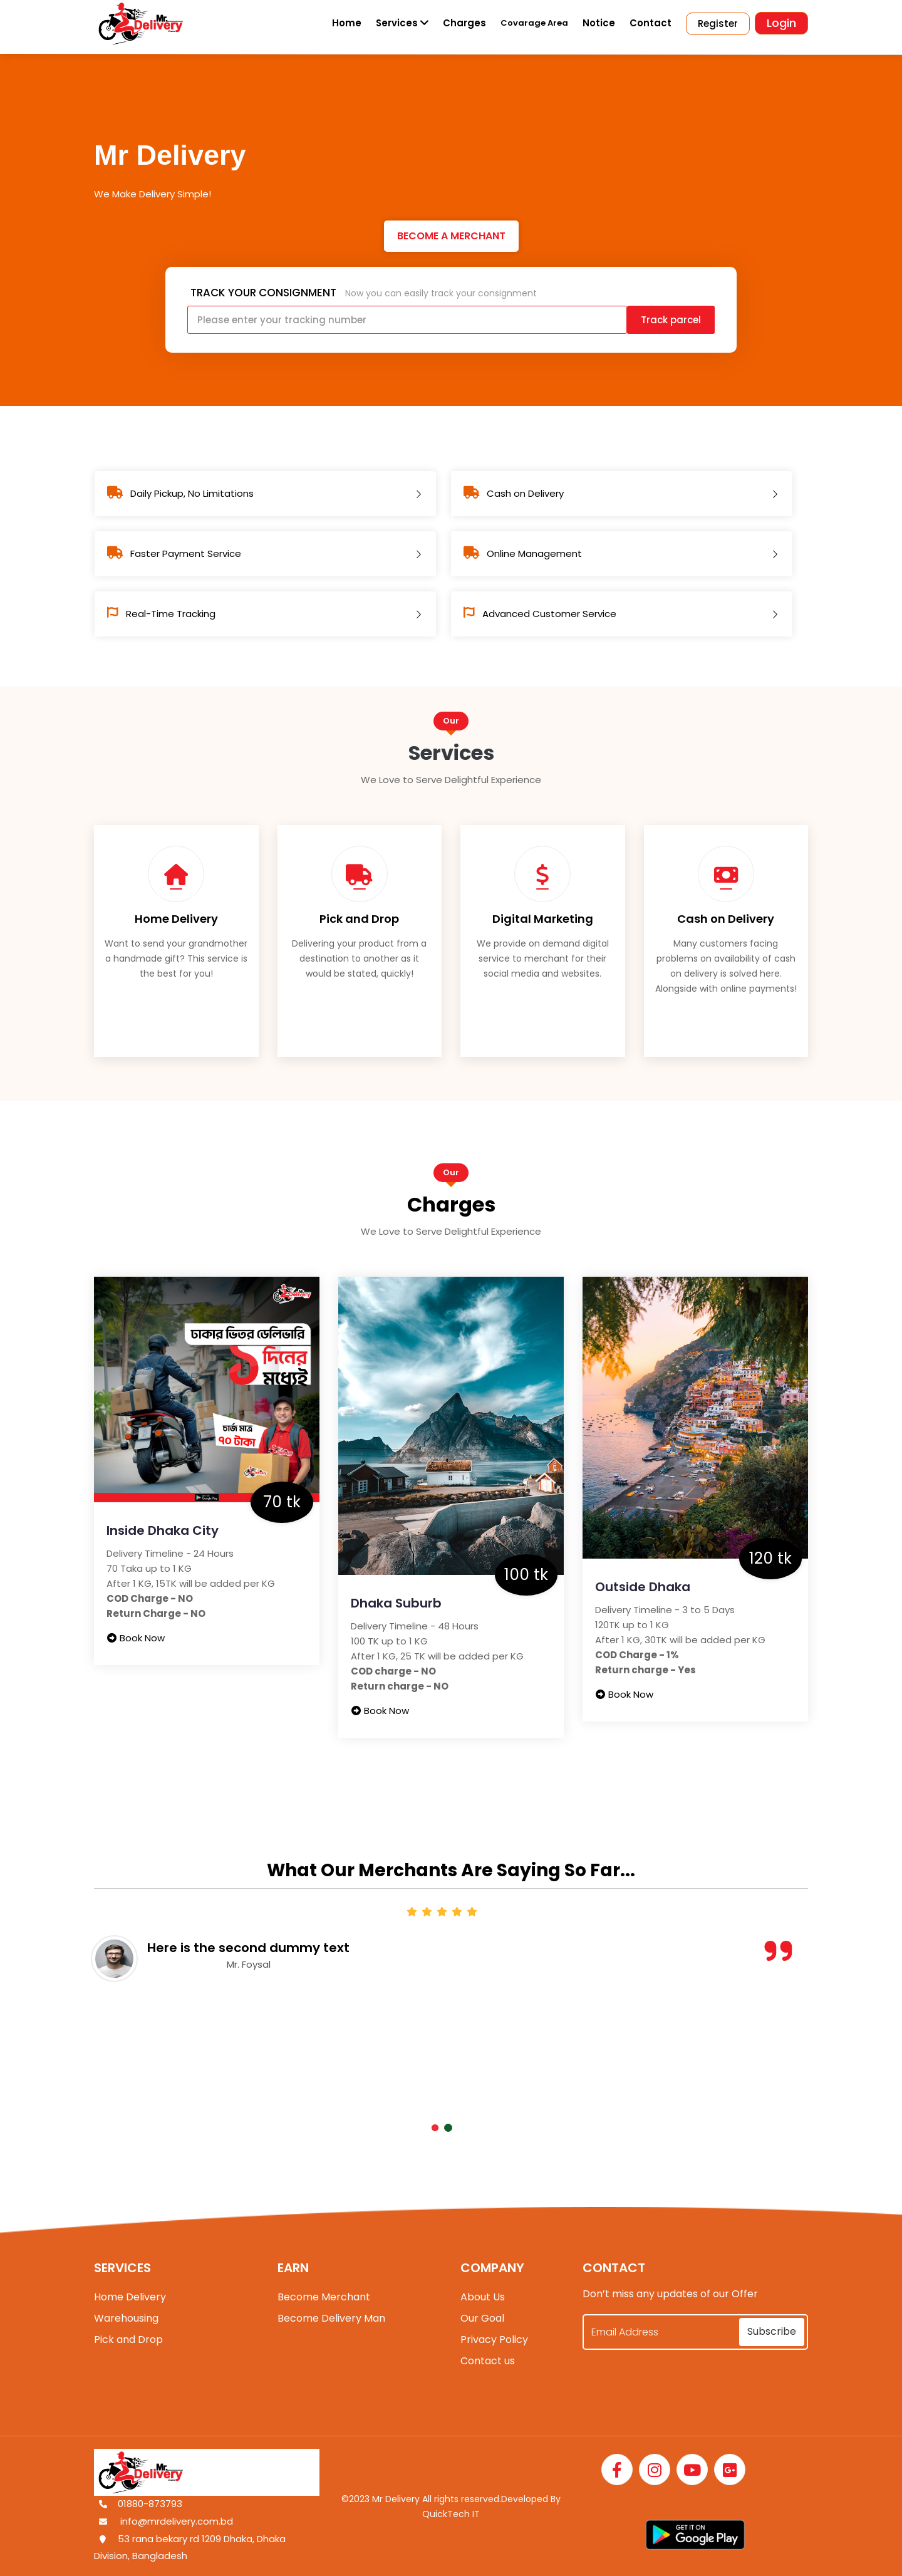 Mr.
Delivery
Home
Services
Charges
Covarage Area
Notice
Contact
Register
Login
Mr Delivery
We Make Delivery Simple!
BECOME A MERCHANT
TRACK YOUR CONSIGNMENT Now you can easily track your consignment
Please enter your tracking number
Track parcel
Daily Pickup, No Limitations
Cash on Delivery
Faster Payment Service
Online Management
Real-Time Tracking
Advanced Customer Service
Our
Services
We Love to Serve Delightful Experience
Home Delivery
Want to send your grandmother
a handmade gift? This service is
the best for you!
Pick and Drop
Delivering your product from a
destination to another as it
would be stated, quickly!
Digital Marketing
We provide on demand digital
service to merchant for their
social media and websites.
Cash on Delivery
Many customers facing
problems on availability of cash
on delivery is solved here.
Alongside with online payments!
Our
Charges
We Love to Serve Delightful Experience
ঢাকার ভিতর ডেলিভারি
১ দিনের
মধ্যেই
চার্জ মাত্র
৭০ টাকা
70 tk
Inside Dhaka City
Delivery Timeline - 24 Hours
70 Taka up to 1 KG
After 1 KG, 15TK will be added per KG
COD Charge - NO
Return Charge - NO
Book Now
100 tk
Dhaka Suburb
Delivery Timeline - 48 Hours
100 TK up to 1 KG
After 1 KG, 25 TK will be added per KG
COD charge - NO
Return charge - NO
Book Now
120 tk
Outside Dhaka
Delivery Timeline - 3 to 5 Days
120TK up to 1 KG
After 1 KG, 30TK will be added per KG
COD Charge - 1%
Return charge - Yes
Book Now
What Our Merchants Are Saying So Far...
Here is the second dummy text
Mr. Foysal
SERVICES
Home Delivery
Warehousing
Pick and Drop
EARN
Become Merchant
Become Delivery Man
COMPANY
About Us
Our Goal
Privacy Policy
Contact us
CONTACT
Don't miss any updates of our Offer
Email Address
Subscribe
Mr.
Delivery
01880-873793
info@mrdelivery.com.bd
53 rana bekary rd 1209 Dhaka, Dhaka
Division, Bangladesh
©2023 Mr Delivery All rights reserved.Developed By
QuickTech IT
GET IT ON
Google Play